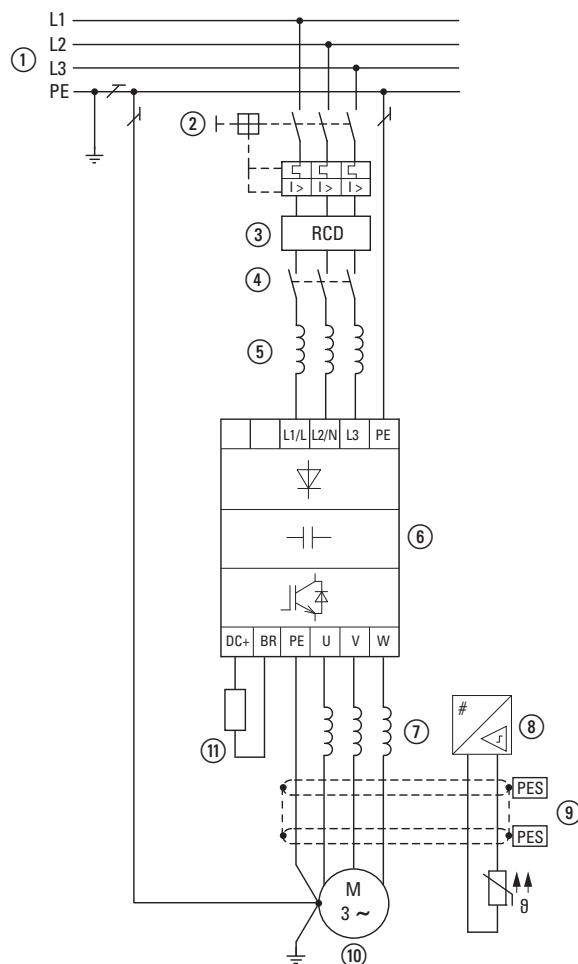 L1
L2
① L3
PE
②
I> I> I>
③ RCD
④
⑤
L1/L L2/N L3 PE
⑥
DC+ BR PE U V W
⑦
# ⑧
⑪
PES
⑨
PES
M
3 ~
ϑ
⑩